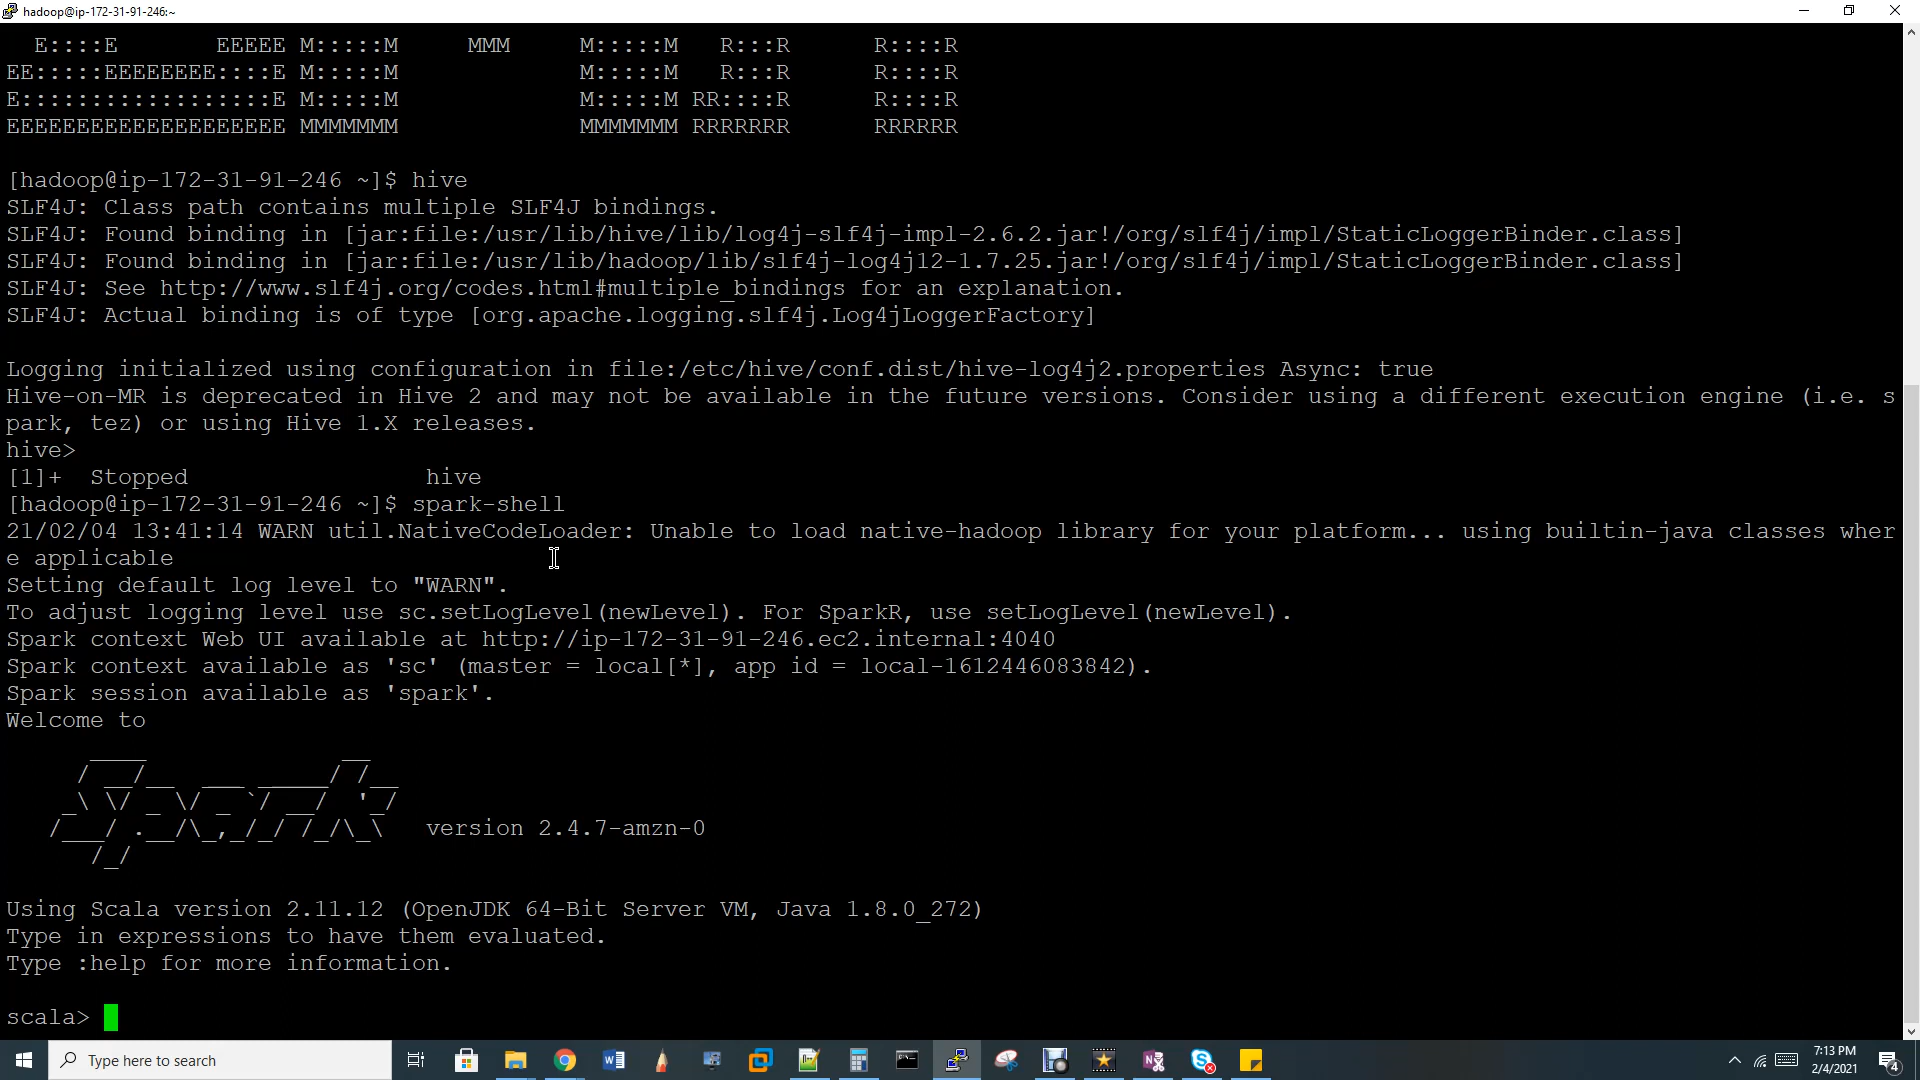 hadoop@ip-172-31-91-246:~
E::::E       EEEEE M:::::M     MMM     M:::::M   R:::R      R::::R
EE:::::EEEEEEEE::::E M:::::M             M:::::M   R:::R      R::::R
E::::::::::::::::::E M:::::M             M:::::M RR::::R      R::::R
EEEEEEEEEEEEEEEEEEEE MMMMMMM             MMMMMMM RRRRRRR      RRRRRR
[hadoop@ip-172-31-91-246 ~]$ hive
SLF4J: Class path contains multiple SLF4J bindings.
SLF4J: Found binding in [jar:file:/usr/lib/hive/lib/log4j-slf4j-impl-2.6.2.jar!/org/slf4j/impl/StaticLoggerBinder.class]
SLF4J: Found binding in [jar:file:/usr/lib/hadoop/lib/slf4j-log4j12-1.7.25.jar!/org/slf4j/impl/StaticLoggerBinder.class]
SLF4J: See http://www.slf4j.org/codes.html#multiple_bindings for an explanation.
SLF4J: Actual binding is of type [org.apache.logging.slf4j.Log4jLoggerFactory]
Logging initialized using configuration in file:/etc/hive/conf.dist/hive-log4j2.properties Async: true
Hive-on-MR is deprecated in Hive 2 and may not be available in the future versions. Consider using a different execution engine (i.e. s
park, tez) or using Hive 1.X releases.
hive>
[1]+  Stopped                 hive
[hadoop@ip-172-31-91-246 ~]$ spark-shell
21/02/04 13:41:14 WARN util.NativeCodeLoader: Unable to load native-hadoop library for your platform... using builtin-java classes wher
e applicable
Setting default log level to "WARN".
To adjust logging level use sc.setLogLevel(newLevel). For SparkR, use setLogLevel(newLevel).
Spark context Web UI available at http://ip-172-31-91-246.ec2.internal:4040
Spark context available as 'sc' (master = local[*], app id = local-1612446083842).
Spark session available as 'spark'.
Welcome to
      ____              __
     / __/__  ___ _____/ /__
    _\ \/ _ \/ _ `/ __/  '_/
   /___/ .__/\_,_/_/ /_/\_\   version 2.4.7-amzn-0
      /_/
Using Scala version 2.11.12 (OpenJDK 64-Bit Server VM, Java 1.8.0_272)
Type in expressions to have them evaluated.
Type :help for more information.
scala>
Type here to search
7:13 PM
2/4/2021
4